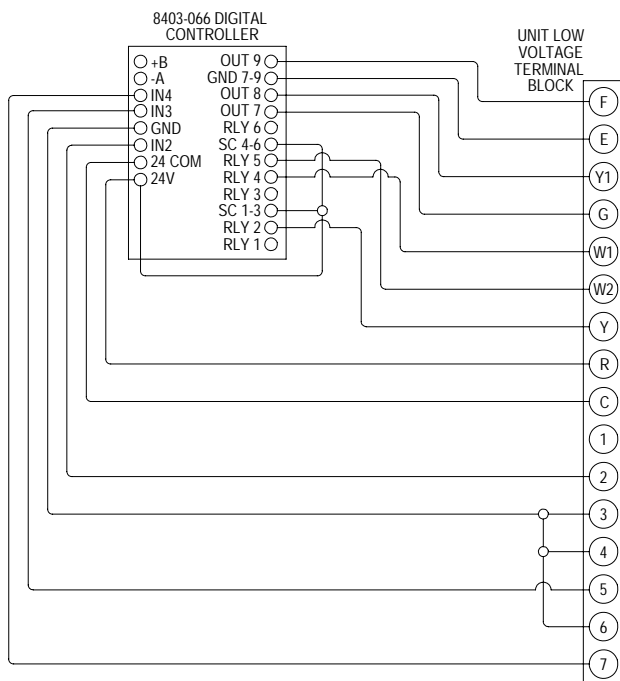 8403-066 DIGITAL
CONTROLLER
UNIT LOW
VOLTAGE
TERMINAL
BLOCK
+B
-A
IN4
IN3
GND
IN2
24 COM
24V
OUT 9
GND 7-9
OUT 8
OUT 7
RLY 6
SC 4-6
RLY 5
RLY 4
RLY 3
SC 1-3
RLY 2
RLY 1
F
E
Y1
G
W1
W2
Y
R
C
1
2
3
4
5
6
7